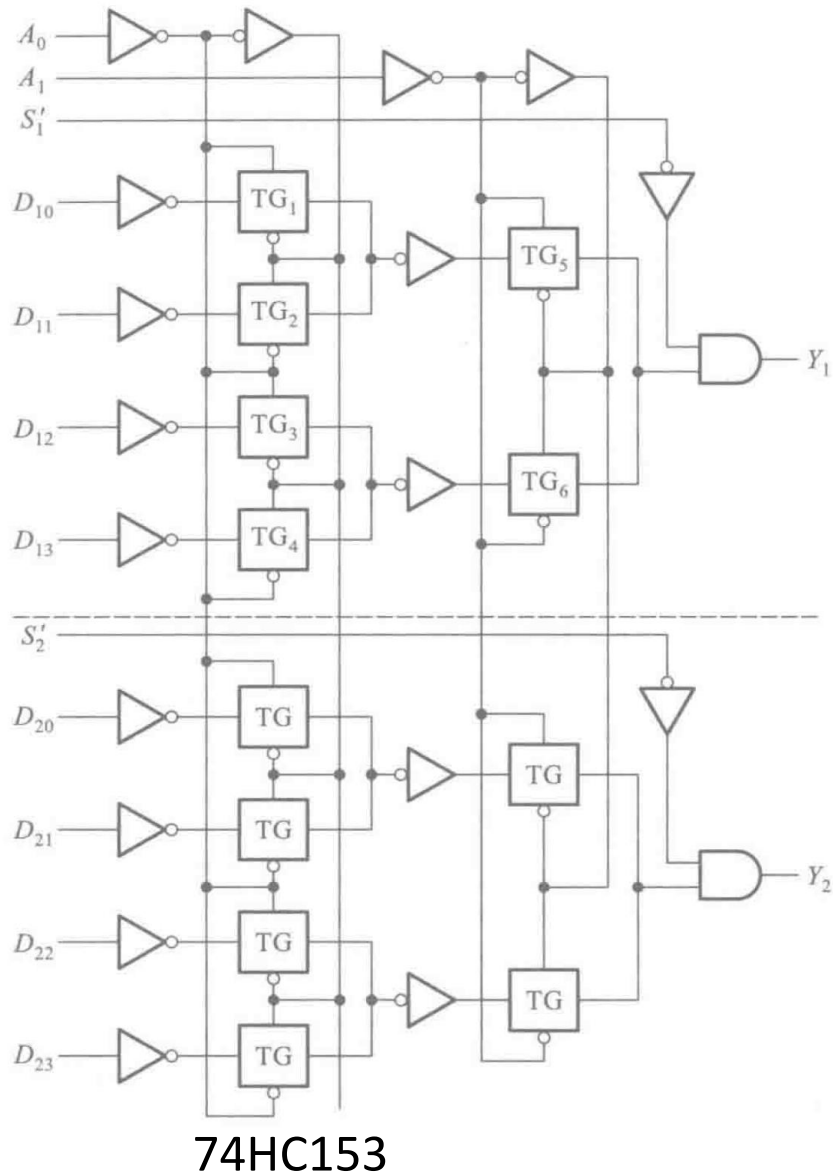 A₀
A₁
S₁′
D₁₀
TG₁
TG₅
D₁₁
TG₂
Y₁
D₁₂
TG₃
TG₆
D₁₃
TG₄
S₂′
D₂₀
TG
TG
D₂₁
TG
Y₂
D₂₂
TG
TG
D₂₃
TG
74HC153